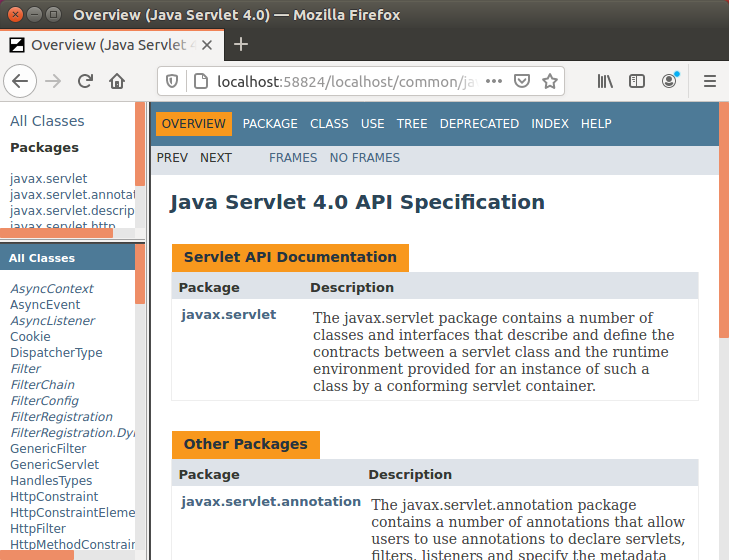 Overview (Java Servlet 4.0) — Mozilla Firefox
Overview (Java Servlet 4
localhost:58824/localhost/common/ja
All Classes
Packages
javax.servlet
javax.servlet.annotat
javax.servlet.descrip
javax.servlet.http
All Classes
AsyncContext
AsyncEvent
AsyncListener
Cookie
DispatcherType
Filter
FilterChain
FilterConfig
FilterRegistration
FilterRegistration.Dy
GenericFilter
GenericServlet
HandlesTypes
HttpConstraint
HttpConstraintEleme
HttpFilter
HttpMethodConstrain
OVERVIEW PACKAGE CLASS USE TREE DEPRECATED INDEX HELP
PREV NEXT FRAMES NO FRAMES
Java Servlet 4.0 API Specification
Servlet API Documentation
Package Description
javax.servlet The javax.servlet package contains a number of
classes and interfaces that describe and define the
contracts between a servlet class and the runtime
environment provided for an instance of such a
class by a conforming servlet container.
Other Packages
Package Description
javax.servlet.annotation The javax.servlet.annotation package
contains a number of annotations that allow
users to use annotations to declare servlets,
filters, listeners and specify the metadata